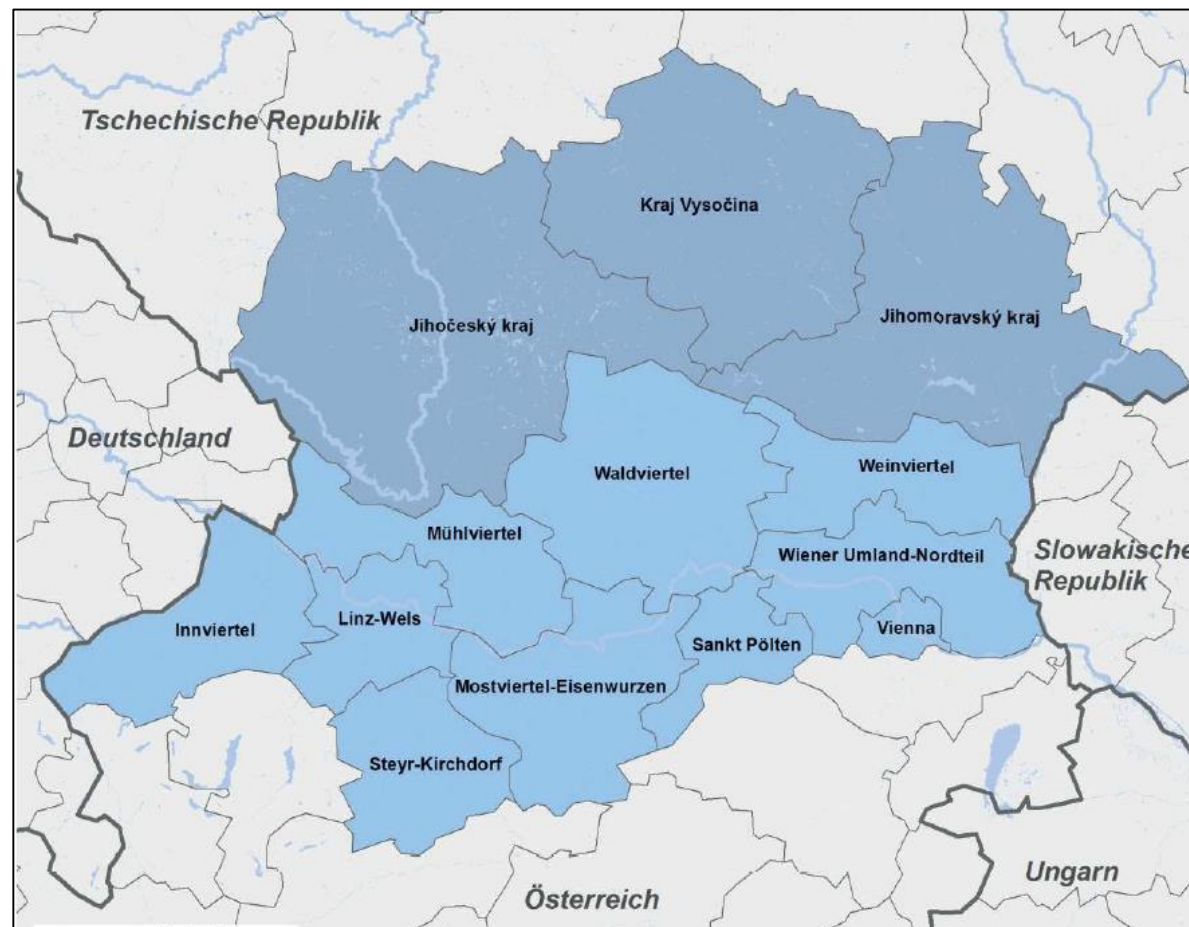 Tschechische Republik
Kraj Vysočina
Jihočeský kraj
Jihomoravský kraj
Deutschland
Waldviertel
Weinviertel
Mühlviertel
Wiener Umland-Nordteil
Slowakische
Republik
Innviertel
Linz-Wels
Sankt Pölten
Vienna
Mostviertel-Eisenwurzen
Steyr-Kirchdorf
Österreich
Ungarn